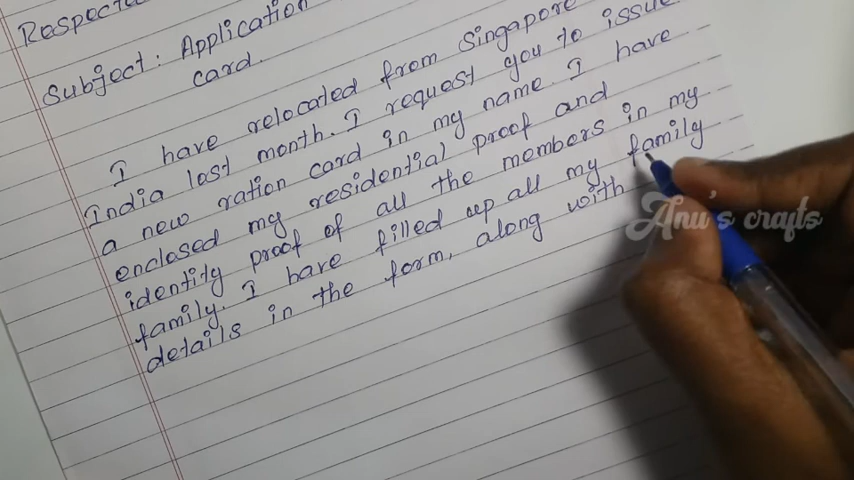 Respected
Subject: Application
card.
I have relocated from Singapore
India last month. I request you to issue
a new ration card in my name. I have
enclosed my residential proof and
identity proof of all the members in my
family. I have filled up all my family
details in the form, along with
Anu's crafts